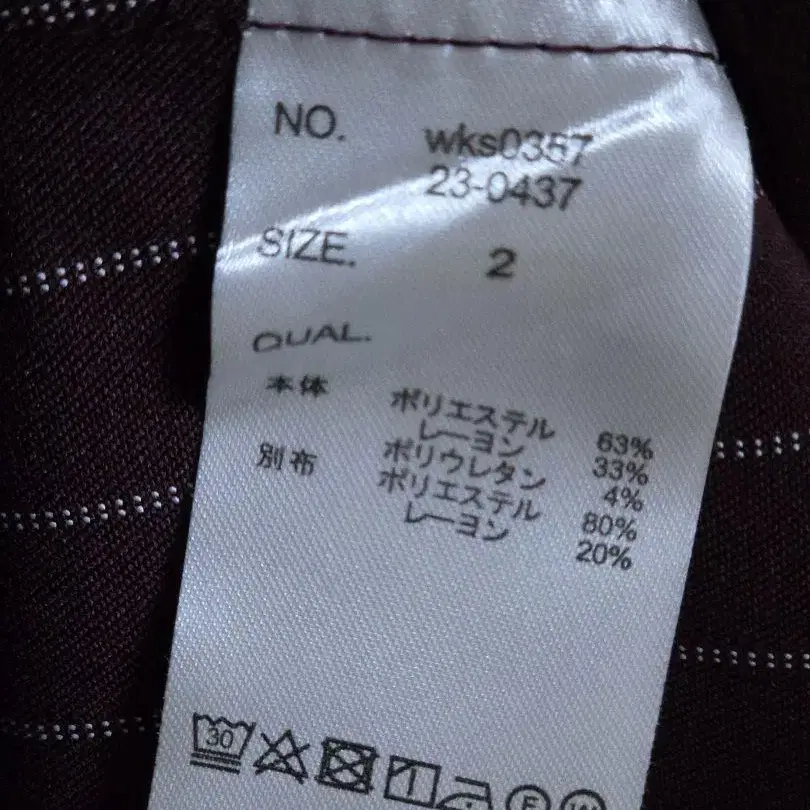 NO. wks0357
23-0437
SIZE. 2
QUAL.
本体 ポリエステル 63%
レーヨン 33%
ポリウレタン 4%
別布 ポリエステル 80%
レーヨン 20%
30
F W